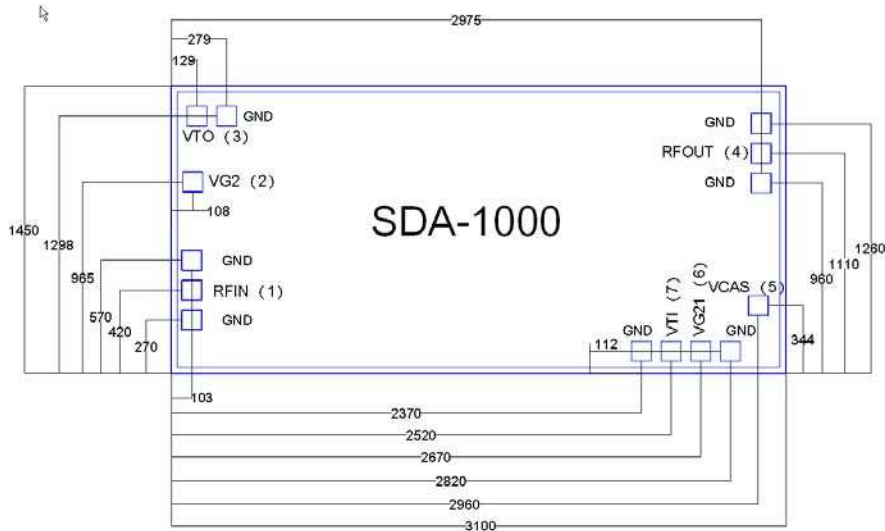 2975
279
129
GND
VTO (3)
GND
RFOUT (4)
GND
VG2 (2)
108
SDA-1000
1450
1298
965
570
420
270
GND
RFIN (1)
GND
1260
1110
960
344
VCAS (5)
VG21 (6)
VTI (7)
GND
GND
112
103
2370
2520
2670
2820
2960
3100